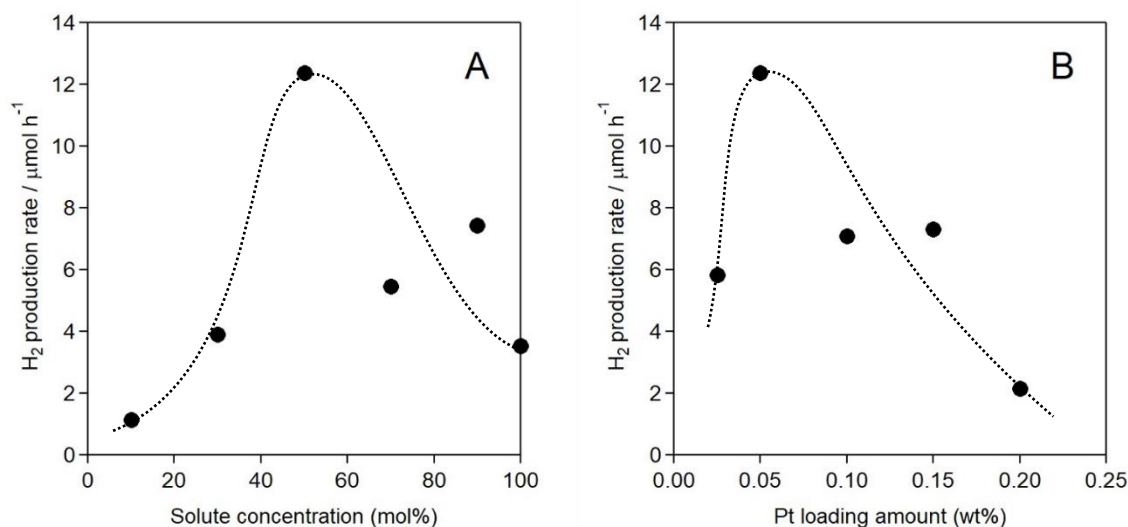 A
H2 production rate / μmol h-1
14
12
10
8
6
4
2
0
0 20 40 60 80 100
Solute concentration (mol%)
B
H2 production rate / μmol h-1
14
12
10
8
6
4
2
0
0.00 0.05 0.10 0.15 0.20 0.25
Pt loading amount (wt%)